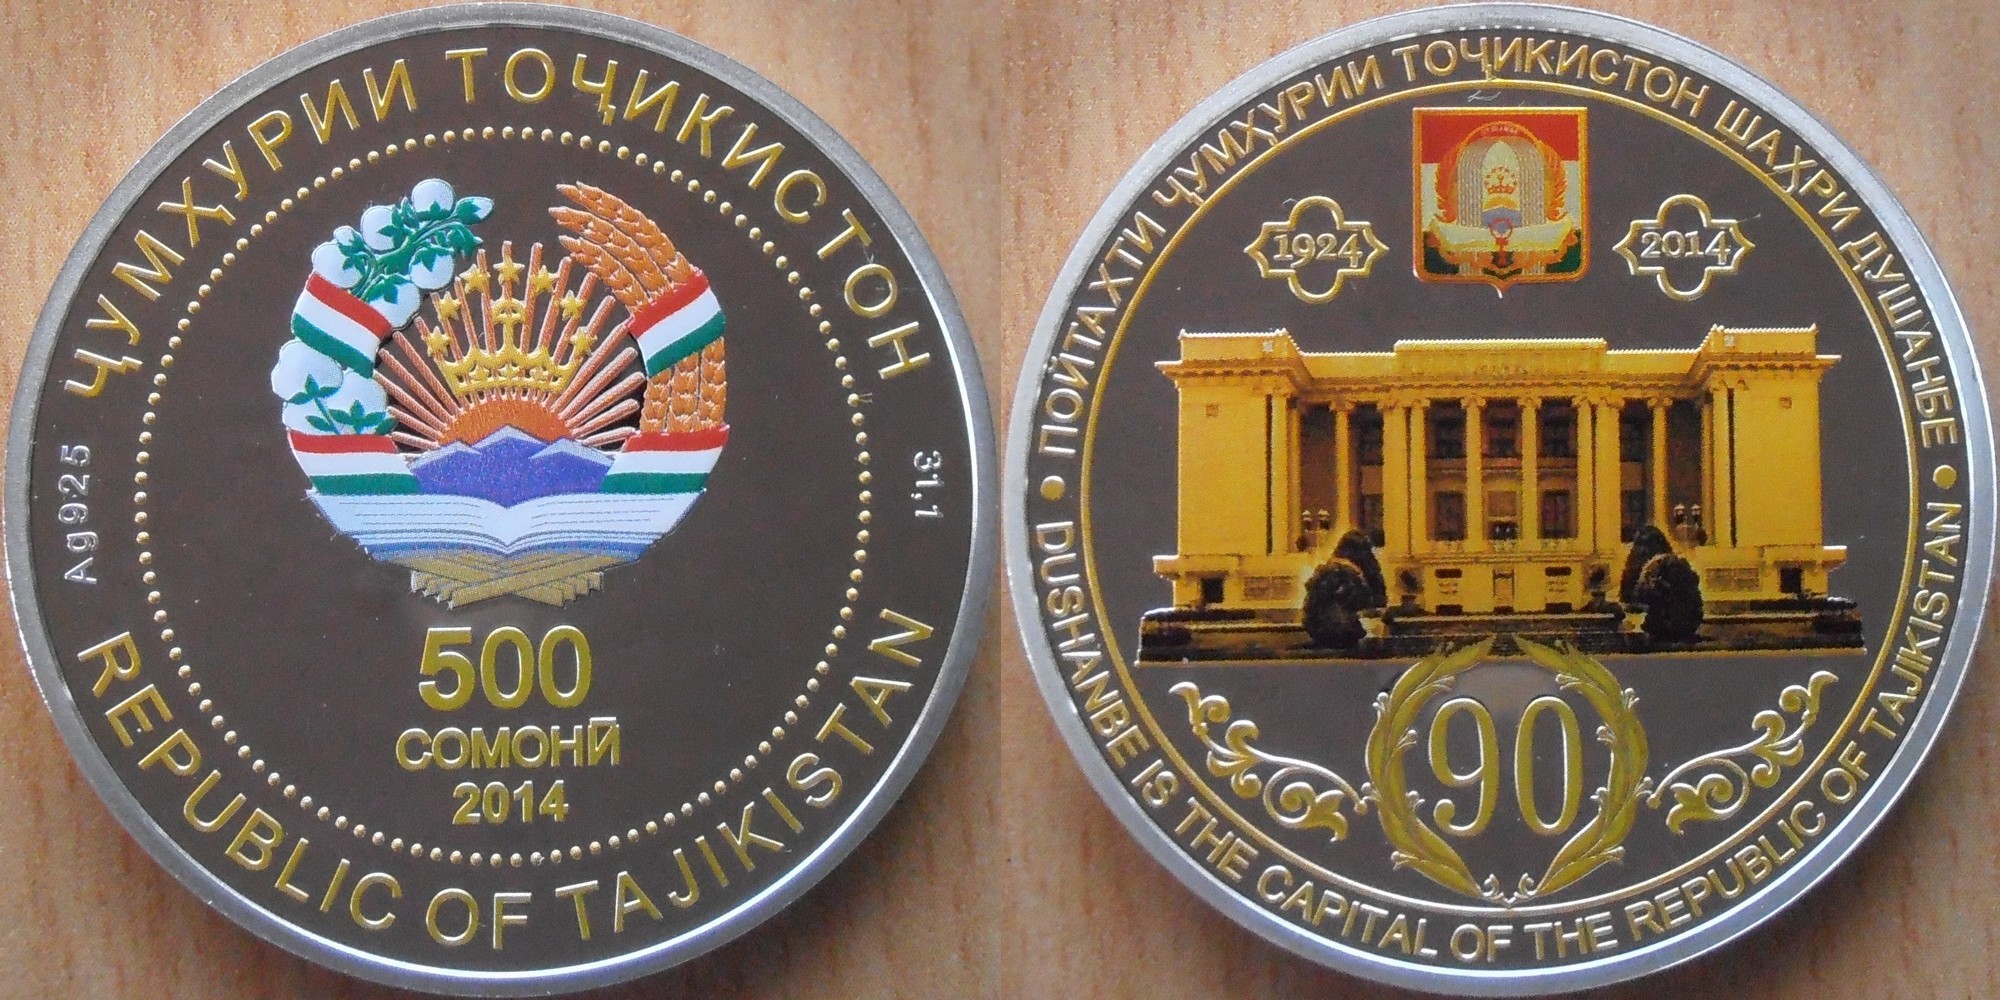 ҶУМҲУРИИ ТОҶИКИСТОН
Ag925
31,1
500
СОМОНӢ
2014
REPUBLIC OF TAJIKISTAN
ПОЙТАХТИ ҶУМҲУРИИ ТОҶИКИСТОН ШАҲРИ ДУШАНБЕ
1924
2014
90
• DUSHANBE IS THE CAPITAL OF THE REPUBLIC OF TAJIKISTAN •